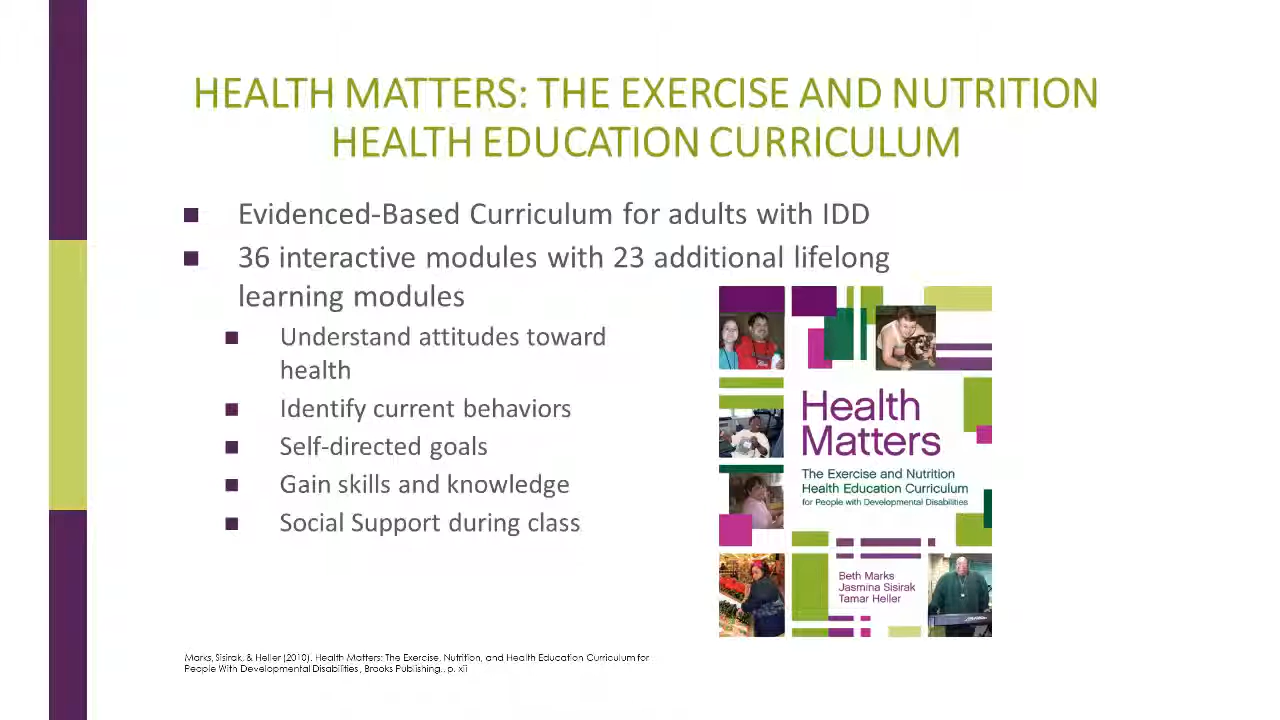 HEALTH MATTERS: THE EXERCISE AND NUTRITION
HEALTH EDUCATION CURRICULUM
Evidenced-Based Curriculum for adults with IDD
36 interactive modules with 23 additional lifelong
learning modules
Understand attitudes toward
health
Identify current behaviors
Self-directed goals
Gain skills and knowledge
Social Support during class
Health
Matters
The Exercise and Nutrition
Health Education Curriculum
for People with Developmental Disabilities
Beth Marks
Jasmina Sisirak
Tamar Heller
Marks, Sisirak, & Heller (2010). Health Matters: The Exercise, Nutrition, and Health Education Curriculum for
People With Developmental Disabilities, Brooks Publishing., p. xii